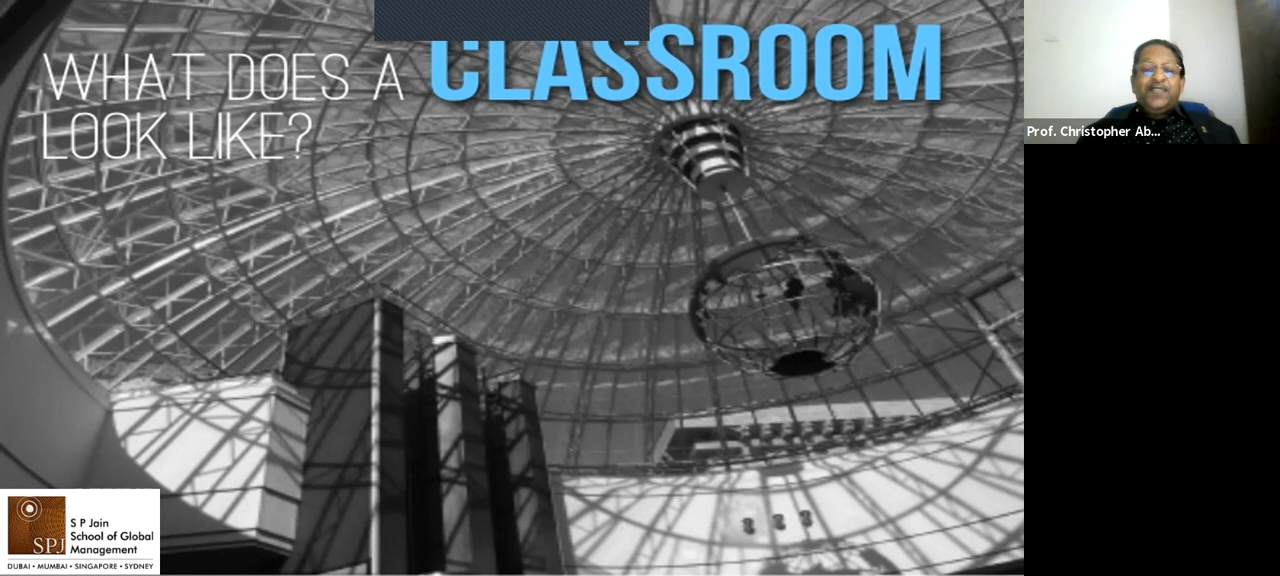 WHAT DOES A CLASSROOM
LOOK LIKE?
Prof. Christopher Ab...
SPJ
S P Jain
School of Global
Management
DUBAI • MUMBAI • SINGAPORE • SYDNEY